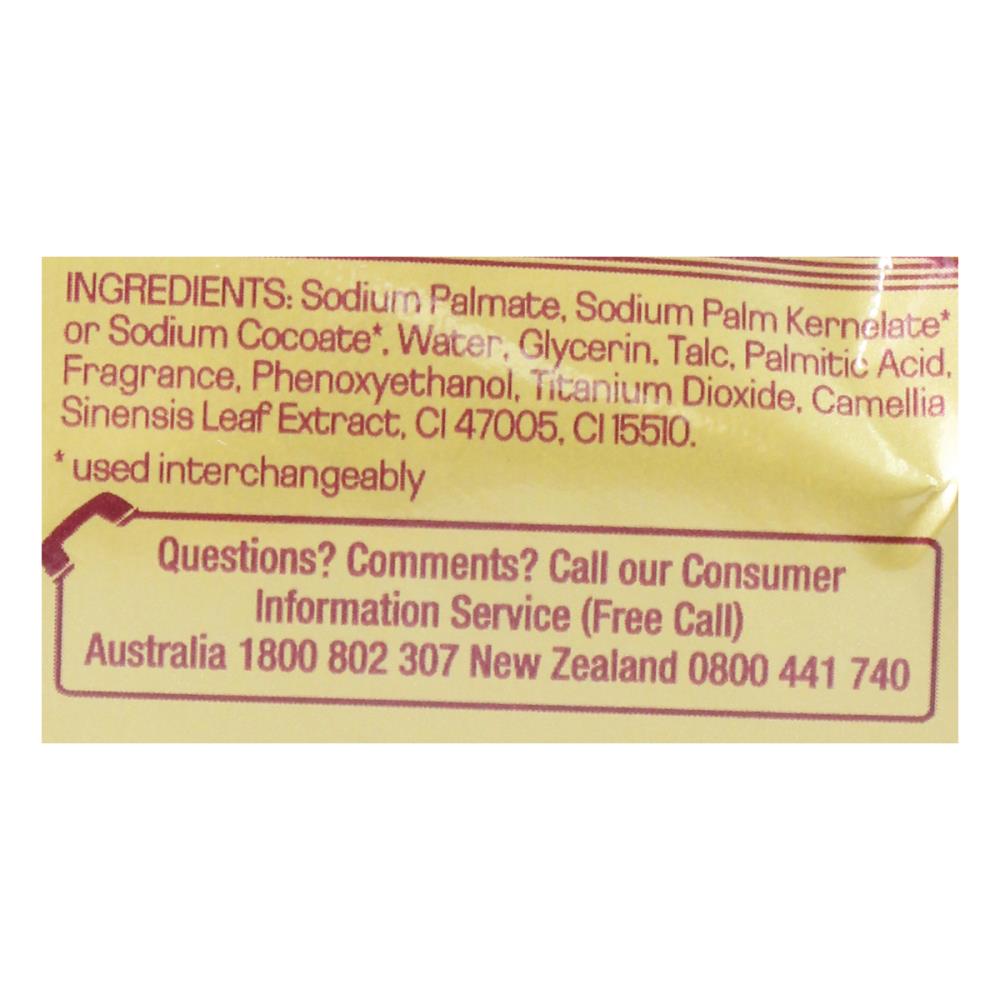 INGREDIENTS: Sodium Palmate, Sodium Palm Kernelate*
or Sodium Cocoate*, Water, Glycerin, Talc, Palmitic Acid,
Fragrance, Phenoxyethanol, Titanium Dioxide, Camellia
Sinensis Leaf Extract, CI 47005, CI 15510.
* used interchangeably
Questions? Comments? Call our Consumer
Information Service (Free Call)
Australia 1800 802 307 New Zealand 0800 441 740